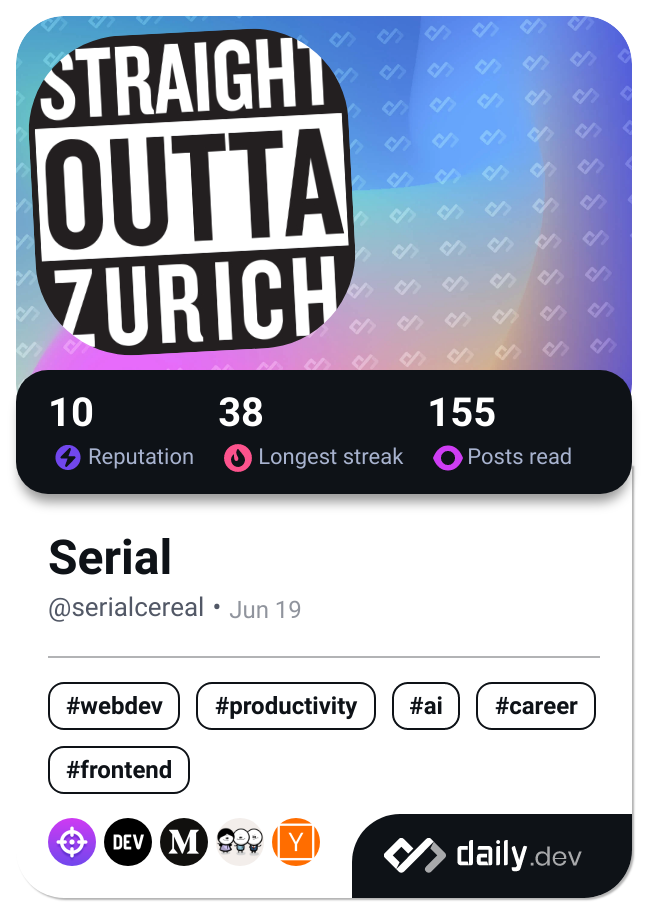 STRAIGHT
OUTTA
ZURICH
10 38 155
Reputation Longest streak Posts read
Serial
@serialcereal • Jun 19
#webdev #productivity #ai #career
#frontend
DEV M Y daily.dev